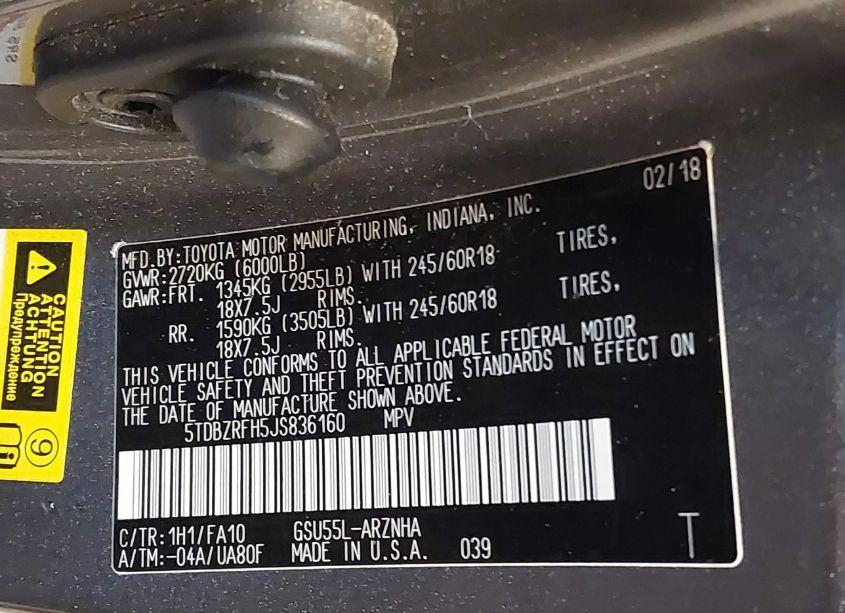 02/18
MFD.BY:TOYOTA MOTOR MANUFACTURING, INDIANA, INC.
GVWR:2720KG (6000LB)
GAWR:FRT. 1345KG (2955LB) WITH 245/60R18 TIRES,
18X7.5J RIMS.
RR. 1590KG (3505LB) WITH 245/60R18 TIRES,
18X7.5J RIMS.
THIS VEHICLE CONFORMS TO ALL APPLICABLE FEDERAL MOTOR
VEHICLE SAFETY AND THEFT PREVENTION STANDARDS IN EFFECT ON
THE DATE OF MANUFACTURE SHOWN ABOVE.
5TDBZRFH5JS836160 MPV
C/TR:1H1/FA10 GSU55L-ARZNHA
A/TM:-04A/UA80F MADE IN U.S.A. 039
T
CAUTION
ATTENTION
ACHTUNG
Предупреждение
9
SRS